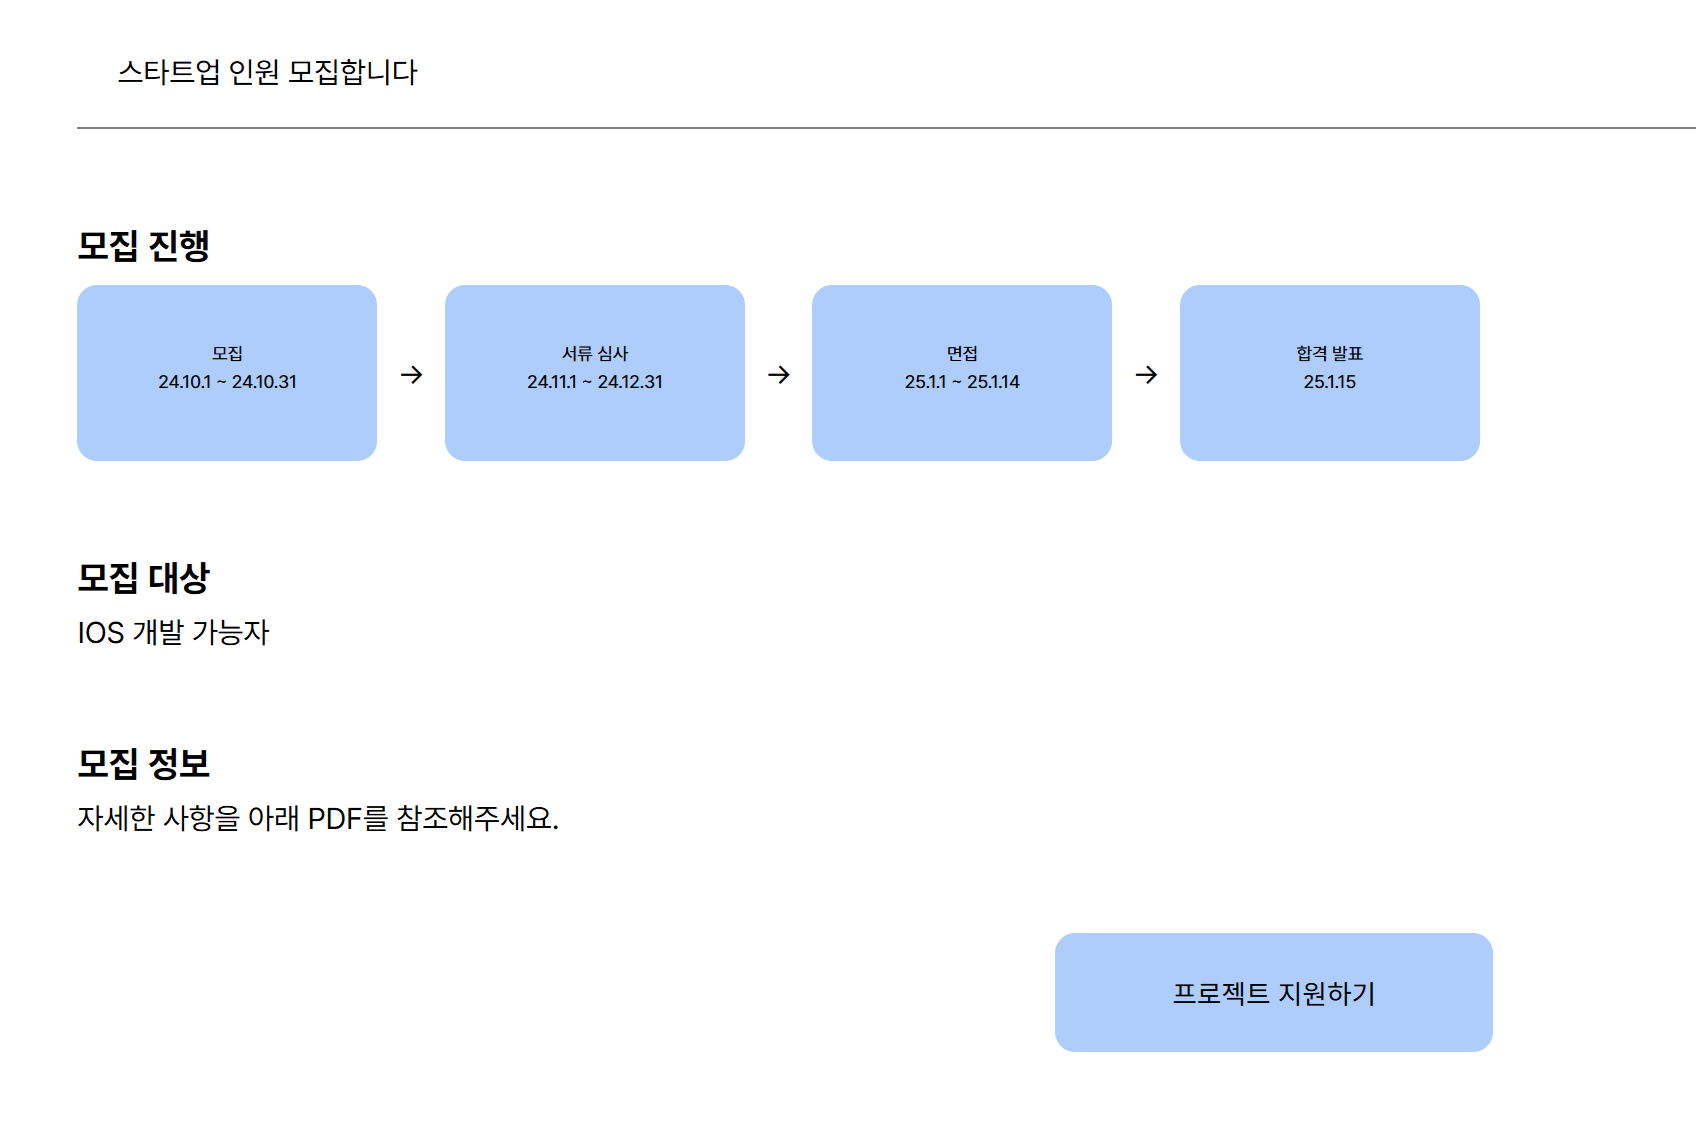 스타트업 인원 모집합니다
모집 진행
모집
24.10.1 ~ 24.10.31
→
서류 심사
24.11.1 ~ 24.12.31
→
면접
25.1.1 ~ 25.1.14
→
합격 발표
25.1.15
모집 대상
IOS 개발 가능자
모집 정보
자세한 사항을 아래 PDF를 참조해주세요.
프로젝트 지원하기